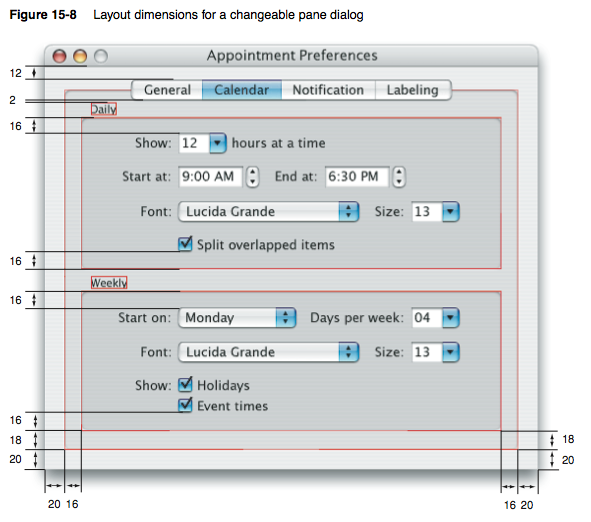 Figure 15-8 Layout dimensions for a changeable pane dialog
Appointment Preferences
12
General Calendar Notification Labeling
2
Daily
16
Show: 12 hours at a time
Start at: 9:00 AM End at: 6:30 PM
Font: Lucida Grande Size: 13
Split overlapped items
16
Weekly
16
Start on: Monday Days per week: 04
Font: Lucida Grande Size: 13
Show: Holidays
Event times
16
18 18
20 20
20 16 16 20